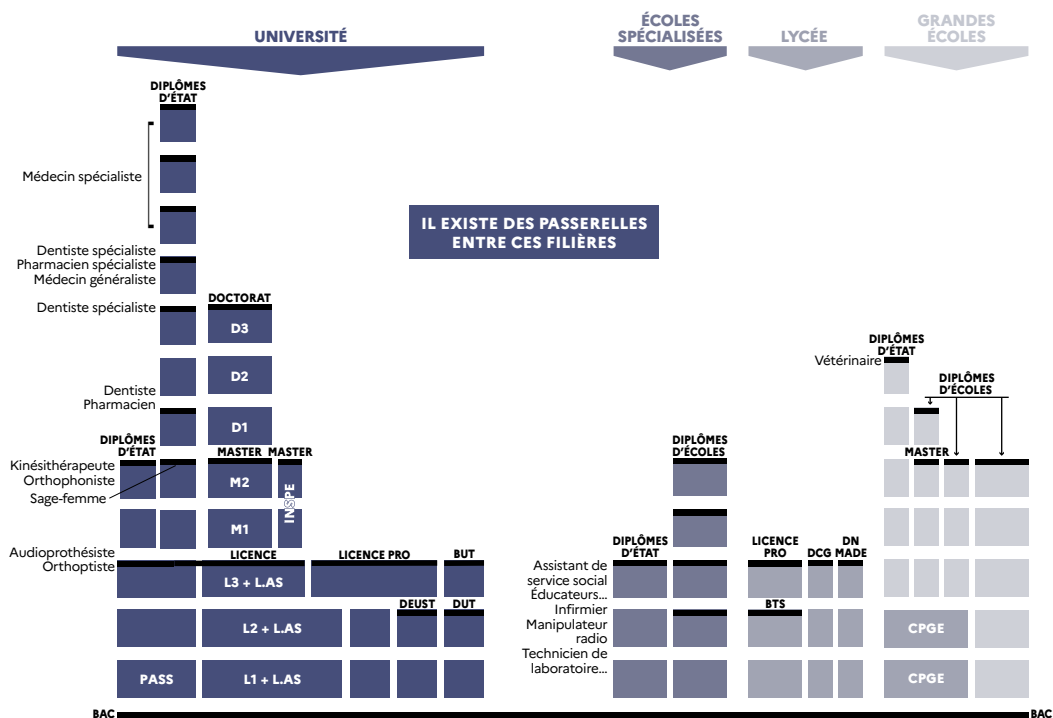 UNIVERSITÉ
ÉCOLES
SPÉCIALISÉES
LYCÉE
GRANDES
ÉCOLES
DIPLÔMES
D'ÉTAT
Médecin spécialiste
IL EXISTE DES PASSERELLES
ENTRE CES FILIÈRES
Dentiste spécialiste
Pharmacien spécialiste
Médecin généraliste
Dentiste spécialiste
DOCTORAT
D3
D2
D1
Dentiste
Pharmacien
DIPLÔMES
D'ÉTAT
Kinésithérapeute
Orthophoniste
Sage-femme
MASTER
MASTER
M2
M1
INSPE
Audioprothésiste
Orthoptiste
LICENCE
LICENCE PRO
BUT
L3 + L.AS
DEUST
DUT
L2 + L.AS
PASS
L1 + L.AS
DIPLÔMES
D'ÉCOLES
DIPLÔMES
D'ÉTAT
Assistant de
service social
Éducateurs...
Infirmier
Manipulateur
radio
Technicien de
laboratoire...
LICENCE
PRO
DCG
DN
MADE
BTS
DIPLÔMES
D'ÉTAT
Vétérinaire
DIPLÔMES
D'ÉCOLES
MASTER
CPGE
CPGE
BAC
BAC